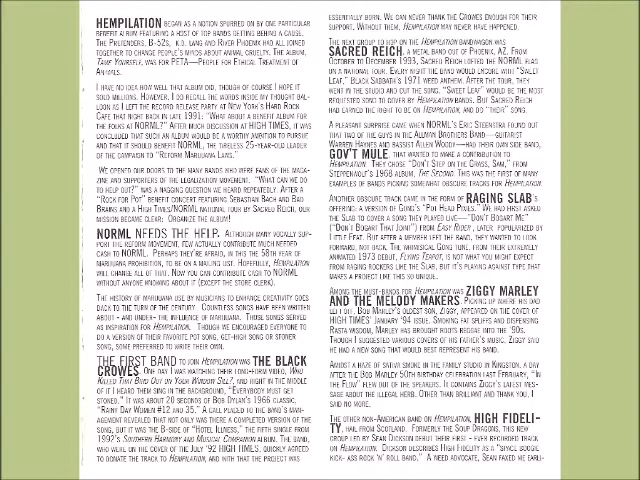 HEMPILATION BEGAN AS A NOTION SPURRED ON BY ONE PARTICULAR
BENEFIT ALBUM FEATURING A HOST OF TOP BANDS GETTING BEHIND A CAUSE.
THE PRETENDERS, B-52S, K.D. LANG AND RIVER PHOENIX HAD ALL JOINED
TOGETHER TO CHANGE PEOPLE'S MINDS ABOUT ANIMAL CRUELTY. THE ALBUM,
TAME YOURSELF, WAS FOR PETA—PEOPLE FOR ETHICAL TREATMENT OF
ANIMALS.
I HAVE NO IDEA HOW WELL THAT ALBUM DID, THOUGH OF COURSE I HOPE IT
SOLD MILLIONS. HOWEVER, I DO RECALL THE WORDS INSIDE MY THOUGHT BAL-
LOON AS I LEFT THE RECORD RELEASE PARTY AT NEW YORK'S HARD ROCK
CAFE THAT NIGHT BACK IN LATE 1991: "WHAT ABOUT A BENEFIT ALBUM FOR
THE FOLKS AT NORML?" AFTER MUCH DISCUSSION AT HIGH TIMES, IT WAS
CONCLUDED THAT SUCH AN ALBUM WOULD BE A WORTHY AMBITION TO PURSUE
AND THAT IT SHOULD BENEFIT NORML, THE TIRELESS 25-YEAR-OLD LEADER
OF THE CAMPAIGN TO "REFORM MARIJUANA LAWS."
WE OPENED OUR DOORS TO THE MANY BANDS WHO WERE FANS OF THE MAGA-
ZINE AND SUPPORTERS OF THE LEGALIZATION MOVEMENT. "WHAT CAN WE DO
TO HELP OUT?" WAS A NAGGING QUESTION WE HEARD REPEATEDLY. AFTER A
"ROCK FOR POT" BENEFIT CONCERT FEATURING SEBASTIAN BACH AND BAD
BRAINS AND A HIGH TIMES/NORML NATIONAL TOUR BY SACRED REICH, OUR
MISSION BECAME CLEAR: ORGANIZE THE ALBUM!
NORML NEEDS THE HELP. ALTHOUGH MANY VOCALLY SUP-
PORT THE REFORM MOVEMENT, FEW ACTUALLY CONTRIBUTE MUCH NEEDED
CASH TO NORML. PERHAPS THEY'RE AFRAID, IN THIS THE 58TH YEAR OF
MARIJUANA PROHIBITION, TO BE ON A MAILING LIST. HOPEFULLY, HEMPILATION
WILL CHANGE ALL OF THAT. NOW YOU CAN CONTRIBUTE CASH TO NORML
WITHOUT ANYONE KNOWING ABOUT IT (EXCEPT THE STORE CLERK).
THE HISTORY OF MARIJUANA USE BY MUSICIANS TO ENHANCE CREATIVITY GOES
BACK TO THE TURN OF THE CENTURY. COUNTLESS SONGS HAVE BEEN WRITTEN
ABOUT - AND UNDER- THE INFLUENCE OF MARIJUANA. THOSE SONGS SERVED
AS INSPIRATION FOR HEMPILATION. THOUGH WE ENCOURAGED EVERYONE TO
DO A VERSION OF THEIR FAVORITE POT SONG, GET-HIGH SONG OR STONER
SONG, SOME PREFERRED TO WRITE THEIR OWN.
THE FIRST BAND TO JOIN HEMPILATION WAS THE BLACK
CROWES. ONE DAY I WAS WATCHING THEIR LONG-FORM VIDEO, WHO
KILLED THAT BIRD OUT ON YOUR WINDOW SILL?, AND RIGHT IN THE MIDDLE
OF IT I HEARD THEM SING IN THE BACKGROUND, "EVERYBODY MUST GET
STONED." IT WAS ABOUT 20 SECONDS OF BOB DYLAN'S 1966 CLASSIC,
"RAINY DAY WOMEN #12 AND 35." A CALL PLACED TO THE BAND'S MAN-
AGEMENT REVEALED THAT NOT ONLY WAS THERE A COMPLETED VERSION OF THE
SONG, BUT IT WAS THE B-SIDE OF "HOTEL ILLNESS," THE FIFTH SINGLE FROM
1992'S SOUTHERN HARMONY AND MUSICAL COMPANION ALBUM. THE BAND,
WHO WERE ON THE COVER OF THE JULY '92 HIGH TIMES, QUICKLY AGREED
TO DONATE THE TRACK TO HEMPILATION, AND WITH THAT THE PROJECT WAS
ESSENTIALLY BORN. WE CAN NEVER THANK THE CROWES ENOUGH FOR THEIR
SUPPORT. WITHOUT THEM, HEMPILATION MAY NEVER HAVE HAPPENED.
THE NEXT GROUP TO HOP ON THE HEMPILATION BANDWAGON WAS
SACRED REICH, A METAL BAND OUT OF PHOENIX, AZ. FROM
OCTOBER TO DECEMBER 1993, SACRED REICH LOFTED THE NORML FLAG
ON A NATIONAL TOUR. EVERY NIGHT THE BAND WOULD ENCORE WITH "SWEET
LEAF," BLACK SABBATH'S 1971 WEED ANTHEM. AFTER THE TOUR, THEY
WENT IN THE STUDIO AND CUT THE SONG. "SWEET LEAF" WOULD BE THE MOST
REQUESTED SONG TO COVER BY HEMPILATION BANDS. BUT SACRED REICH
HAD EARNED THE RIGHT TO BE ON HEMPILATION, AND DO "THEIR" SONG.
A PLEASANT SURPRISE CAME WHEN NORML'S ERIC STEENSTRA FOUND OUT
THAT TWO OF THE GUYS IN THE ALLMAN BROTHERS BAND—GUITARIST
WARREN HAYNES AND BASSIST ALLEN WOODY—HAD THEIR OWN SIDE BAND,
GOV'T MULE, THAT WANTED TO MAKE A CONTRIBUTION TO
HEMPILATION. THEY CHOSE "DON'T STEP ON THE GRASS, SAM," FROM
STEPPENWOLF'S 1968 ALBUM, THE SECOND. THIS WAS THE FIRST OF MANY
EXAMPLES OF BANDS PICKING SOMEWHAT OBSCURE TRACKS FOR HEMPILATION.
ANOTHER OBSCURE TRACK CAME IN THE FORM OF RAGING SLAB'S
OFFERING: A VERSION OF GONG'S "POT HEAD PIXIES." WE HAD FIRST ASKED
THE SLAB TO COVER A SONG THEY PLAYED LIVE—"DON'T BOGART ME"
("DON'T BOGART THAT JOINT") FROM EASY RIDER, LATER POPULARIZED BY
LITTLE FEAT. BUT AFTER A MEMBER LEFT THE BAND, THEY WANTED TO LOOK
FORWARD, NOT BACK. THE WHIMSICAL GONG TUNE, FROM THEIR EXTREMELY
ANIMATED 1973 DEBUT, FLYING TEAPOT, IS NOT WHAT YOU MIGHT EXPECT
FROM RAGING ROCKERS LIKE THE SLAB, BUT IT'S PLAYING AGAINST TYPE THAT
MAKES A PROJECT LIKE THIS SO UNIQUE.
AMONG THE MUST-BANDS FOR HEMPILATION WAS ZIGGY MARLEY
AND THE MELODY MAKERS. PICKING UP WHERE HIS DAD
LEFT OFF, BOB MARLEY'S OLDEST SON, ZIGGY, APPEARED ON THE COVER OF
HIGH TIMES' JANUARY '94 ISSUE. SMOKING FAT SPLIFFS AND DISPENSING
RASTA WISDOM, MARLEY HAS BROUGHT ROOTS REGGAE INTO THE '90S.
THOUGH I SUGGESTED VARIOUS COVERS OF HIS FATHER'S MUSIC, ZIGGY SAID
HE HAD A NEW SONG THAT WOULD BEST REPRESENT HIS BAND.
AMIDST A HAZE OF SATIVA SMOKE IN THE FAMILY STUDIO IN KINGSTON, A DAY
AFTER THE BOB MARLEY 50TH BIRTHDAY CELEBRATION LAST FEBRUARY, "IN
THE FLOW" FLEW OUT OF THE SPEAKERS. IT CONTAINS ZIGGY'S LATEST MES-
SAGE ABOUT THE ILLEGAL HERB. OTHER THAN BRILLIANT AND THANK YOU, I
SAID NO MORE.
THE OTHER NON-AMERICAN BAND ON HEMPILATION, HIGH FIDELI-
TY, HAIL FROM SCOTLAND. FORMERLY THE SOUP DRAGONS, THIS NEW
GROUP LED BY SEAN DICKSON DEBUT THEIR FIRST - EVER RECORDED TRACK
ON HEMPILATION. DICKSON DESCRIBES HIGH FIDELITY AS A "SPACE BOOGIE
KICK- ASS ROCK 'N' ROLL BAND." A WEED ADVOCATE, SEAN FAXED ME EARLI-